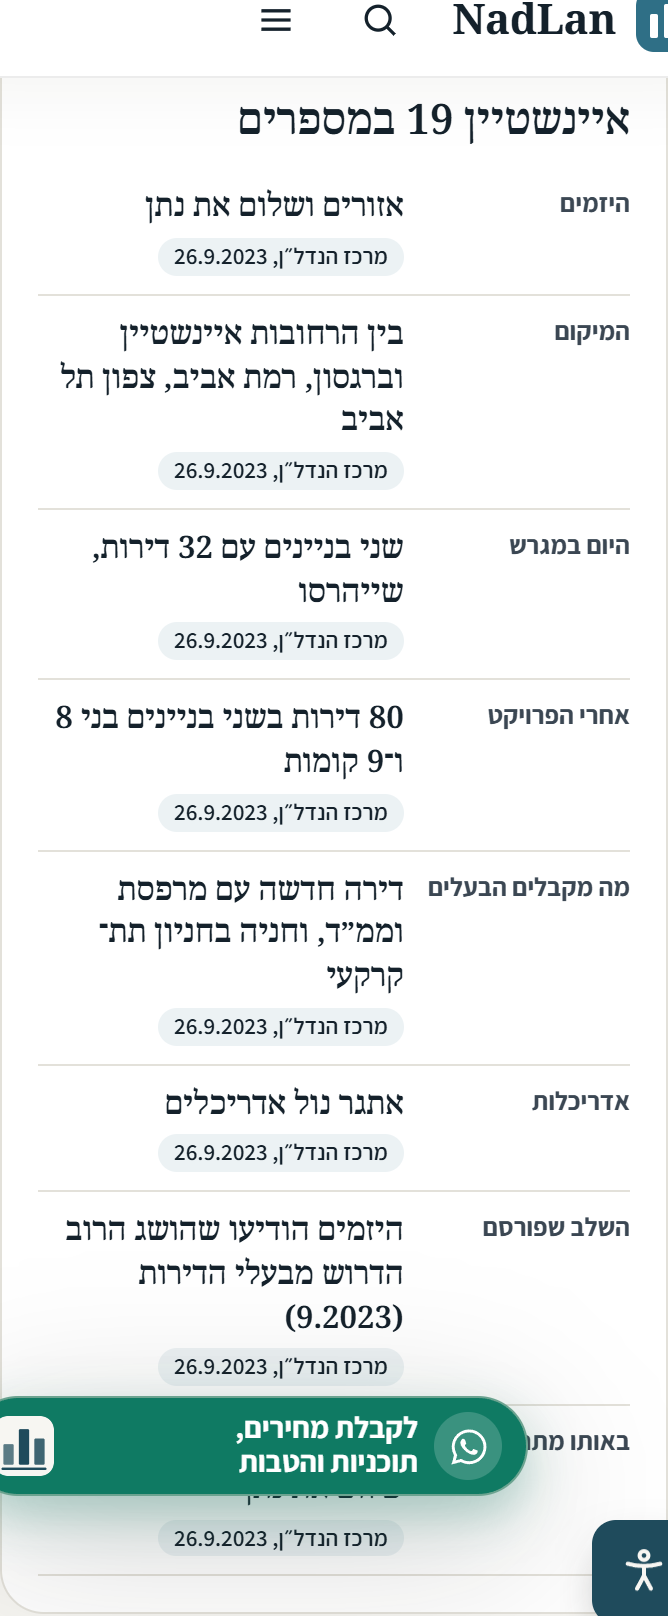 NadLan
איינשטיין 19 במספרים
היזמים
אזורים ושלום את נתן
מרכז הנדל״ן, 26.9.2023
המיקום
בין הרחובות איינשטיין
וברגסון, רמת אביב, צפון תל
אביב
מרכז הנדל״ן, 26.9.2023
היום במגרש
שני בניינים עם 32 דירות,
שייהרסו
מרכז הנדל״ן, 26.9.2023
אחרי הפרויקט
80 דירות בשני בניינים בני 8
ו־9 קומות
מרכז הנדל״ן, 26.9.2023
מה מקבלים הבעלים
דירה חדשה עם מרפסת
וממ״ד, וחניה בחניון תת־
קרקעי
מרכז הנדל״ן, 26.9.2023
אדריכלות
אתגר נול אדריכלים
מרכז הנדל״ן, 26.9.2023
השלב שפורסם
היזמים הודיעו שהושג הרוב
הדרוש מבעלי הדירות
(9.2023)
מרכז הנדל״ן, 26.9.2023
באותו
לקבלת מחירים,
תוכניות והטבות
מרכז הנדל״ן, 26.9.2023